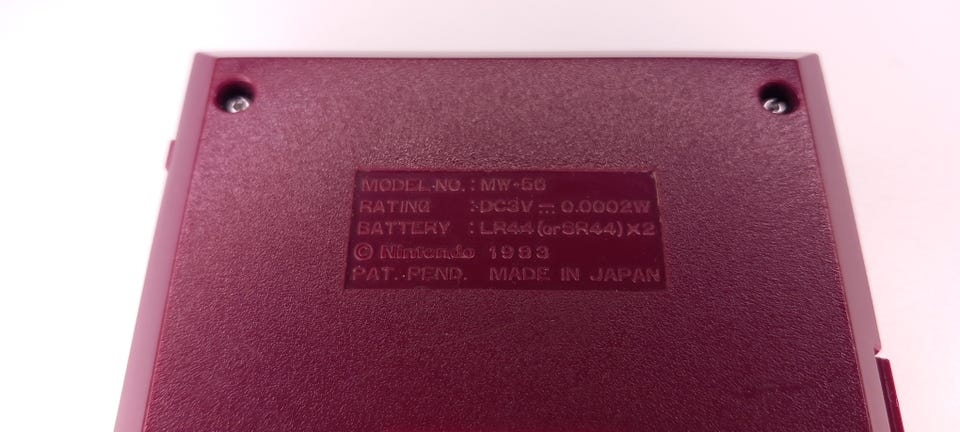 MODEL NO. : MW-56
RATING : DC3V ⎓ 0.0002W
BATTERY : LR44 (or SR44) X2
© Nintendo 1983
PAT. PEND. MADE IN JAPAN